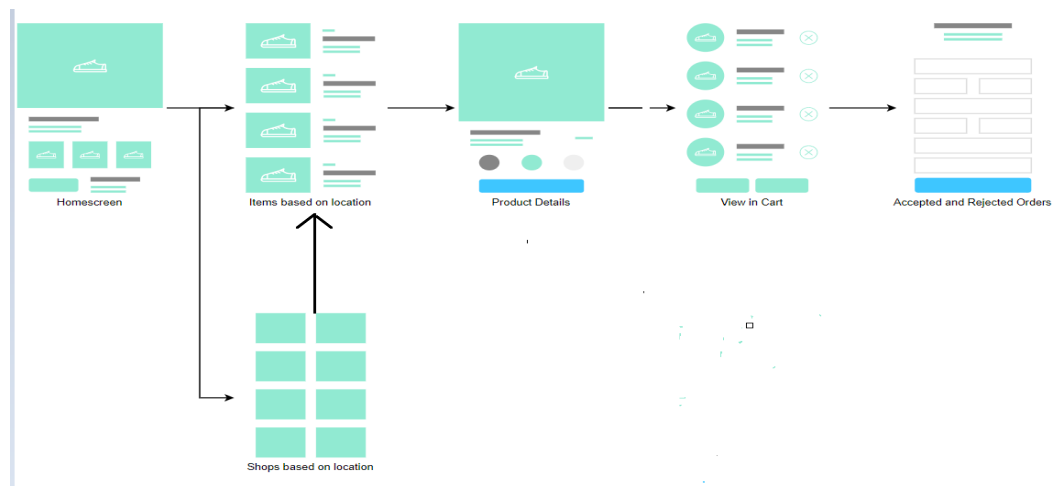 Homescreen
Items based on location
Product Details
View in Cart
Accepted and Rejected Orders
Shops based on location